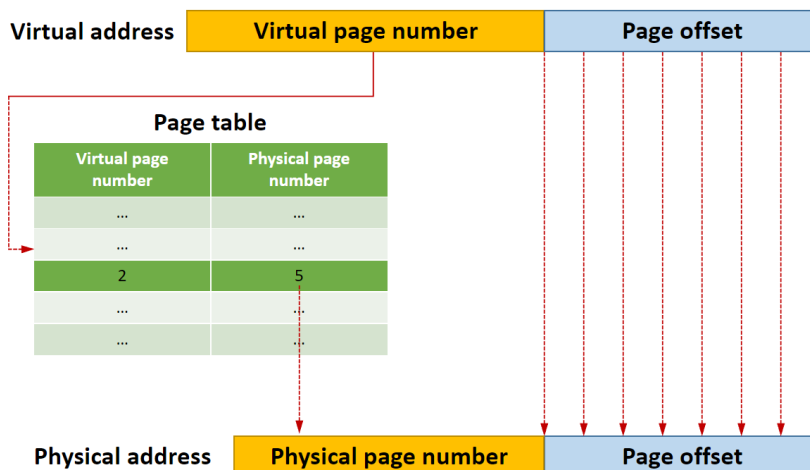 Virtual address Virtual page number Page offset
Page table
Virtual page Physical page
number number
... ...
... ...
2 5
... ...
... ...
Physical address Physical page number Page offset